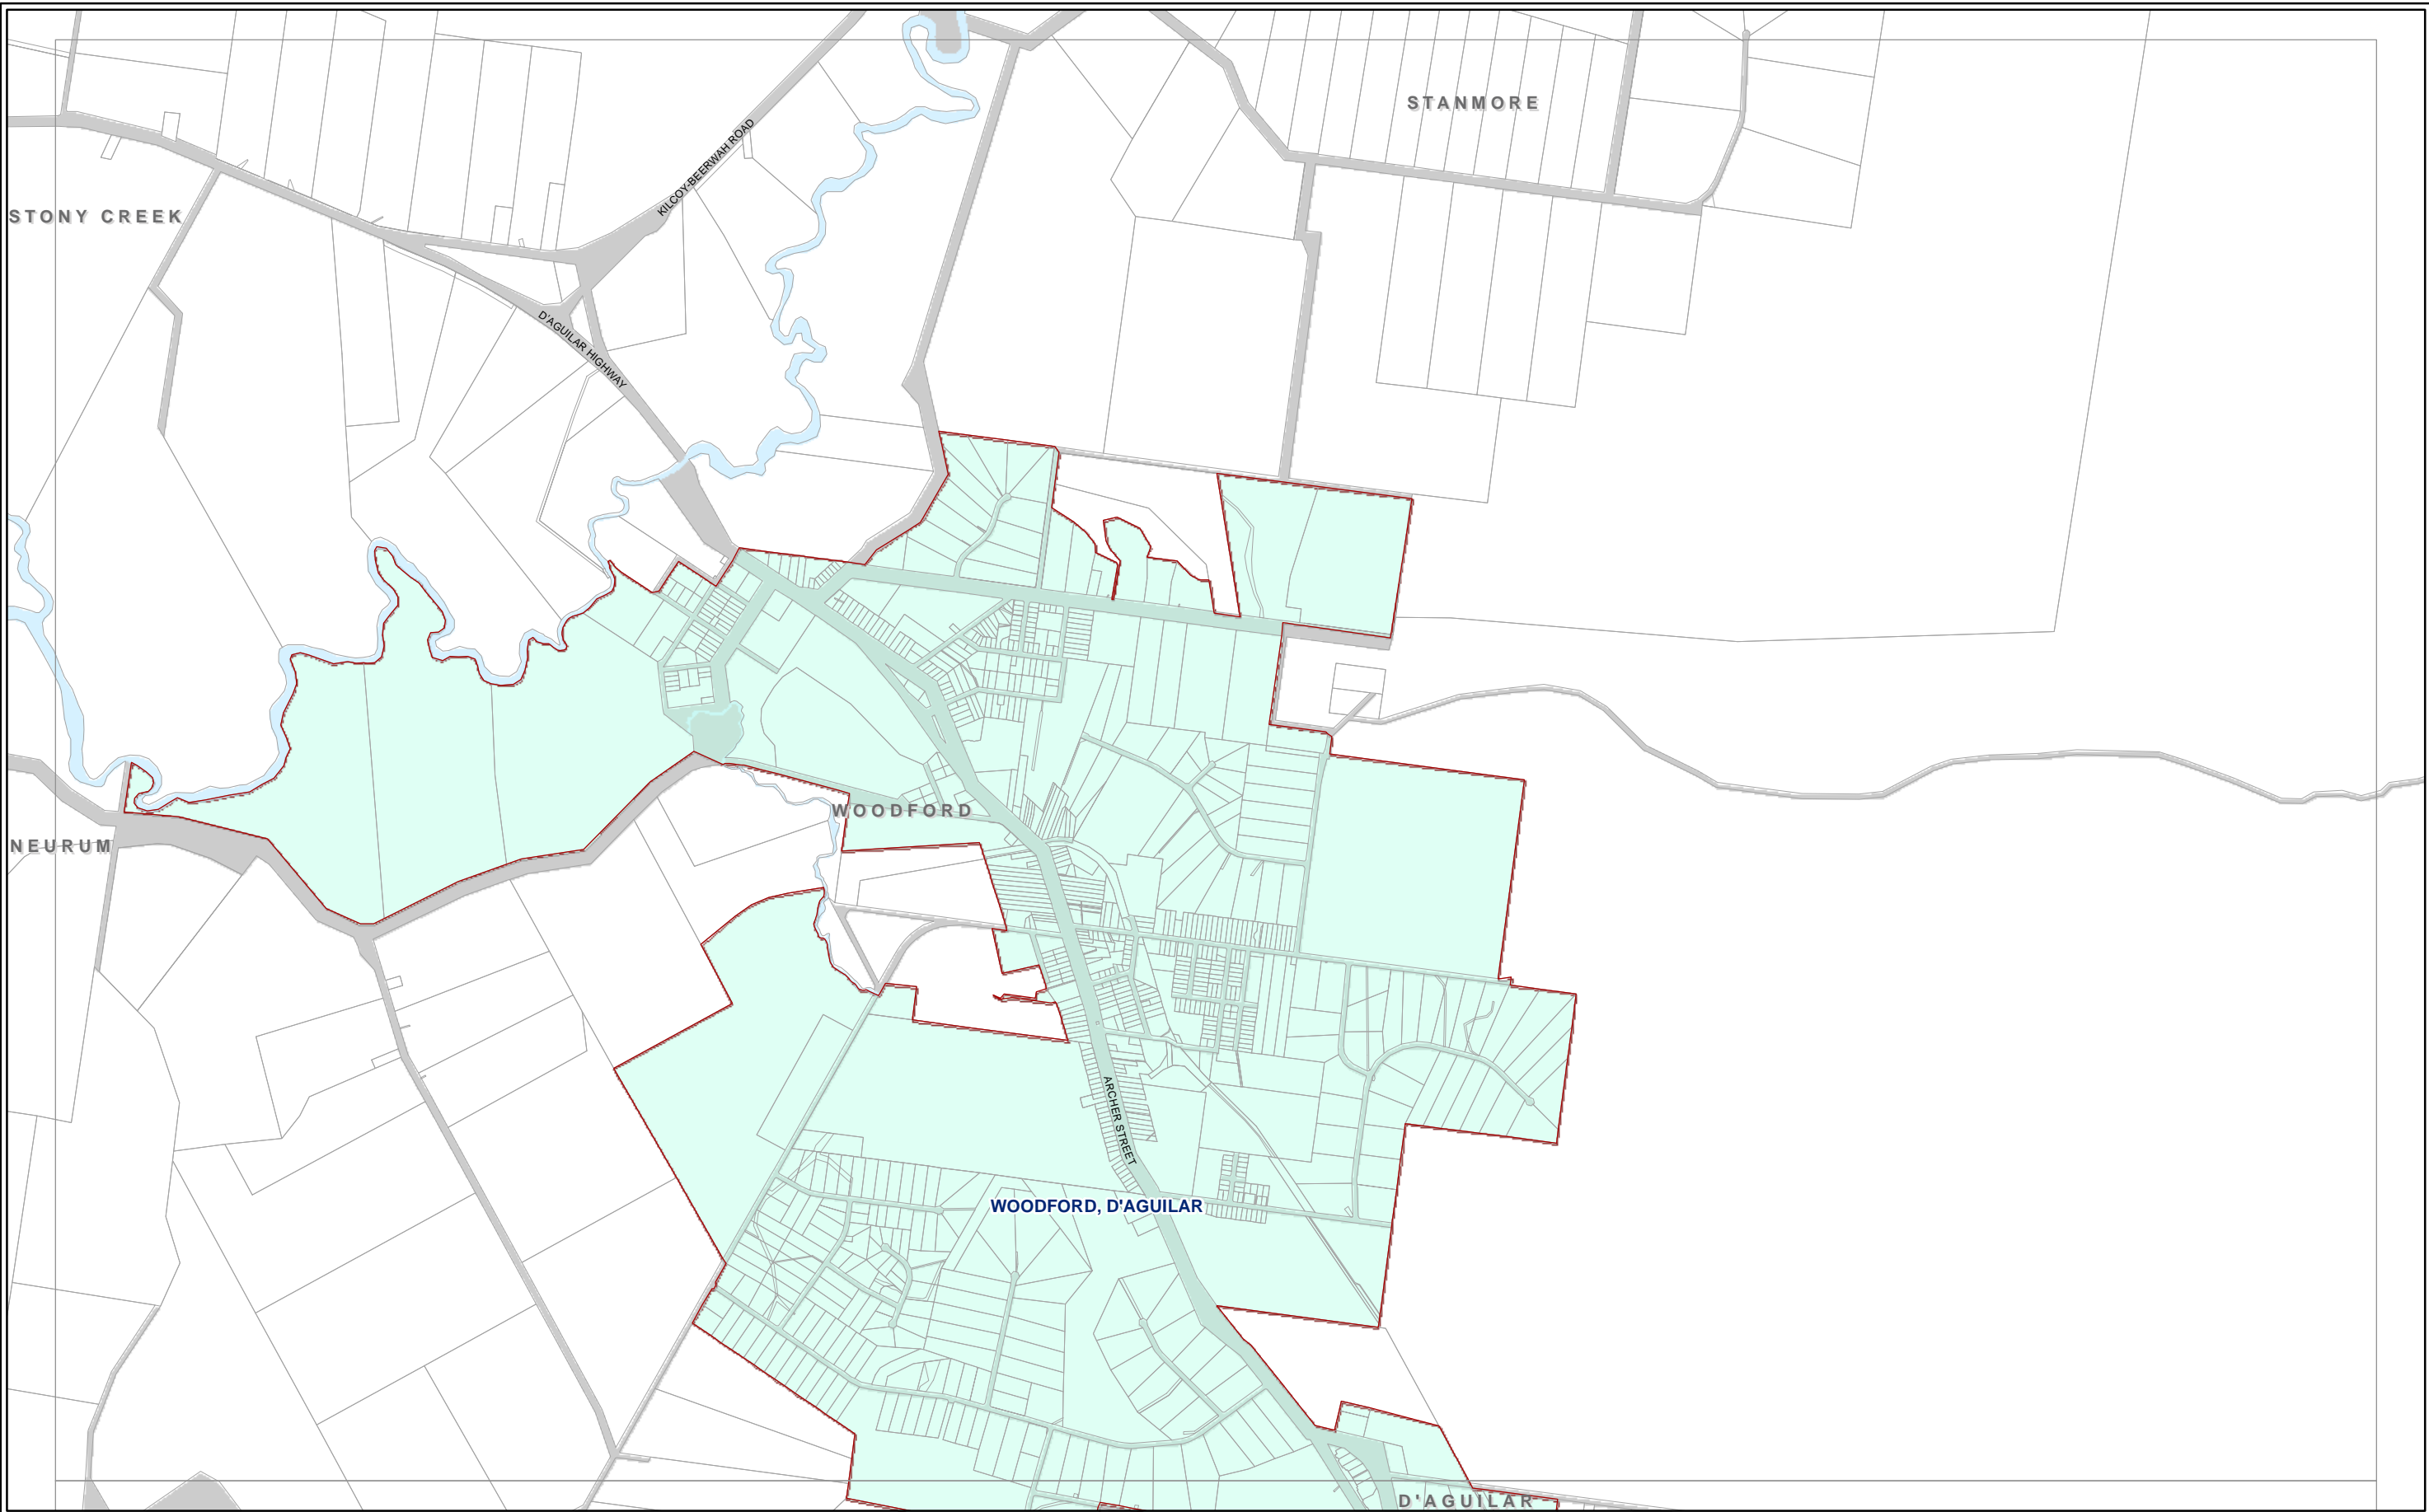 STANMORE
KILCOY-BEERWAH ROAD
STONY CREEK
D'AGUILAR HIGHWAY
WOODFORD
NEURUM
ARCHER STREET
WOODFORD, D'AGUILAR
D'AGUILAR